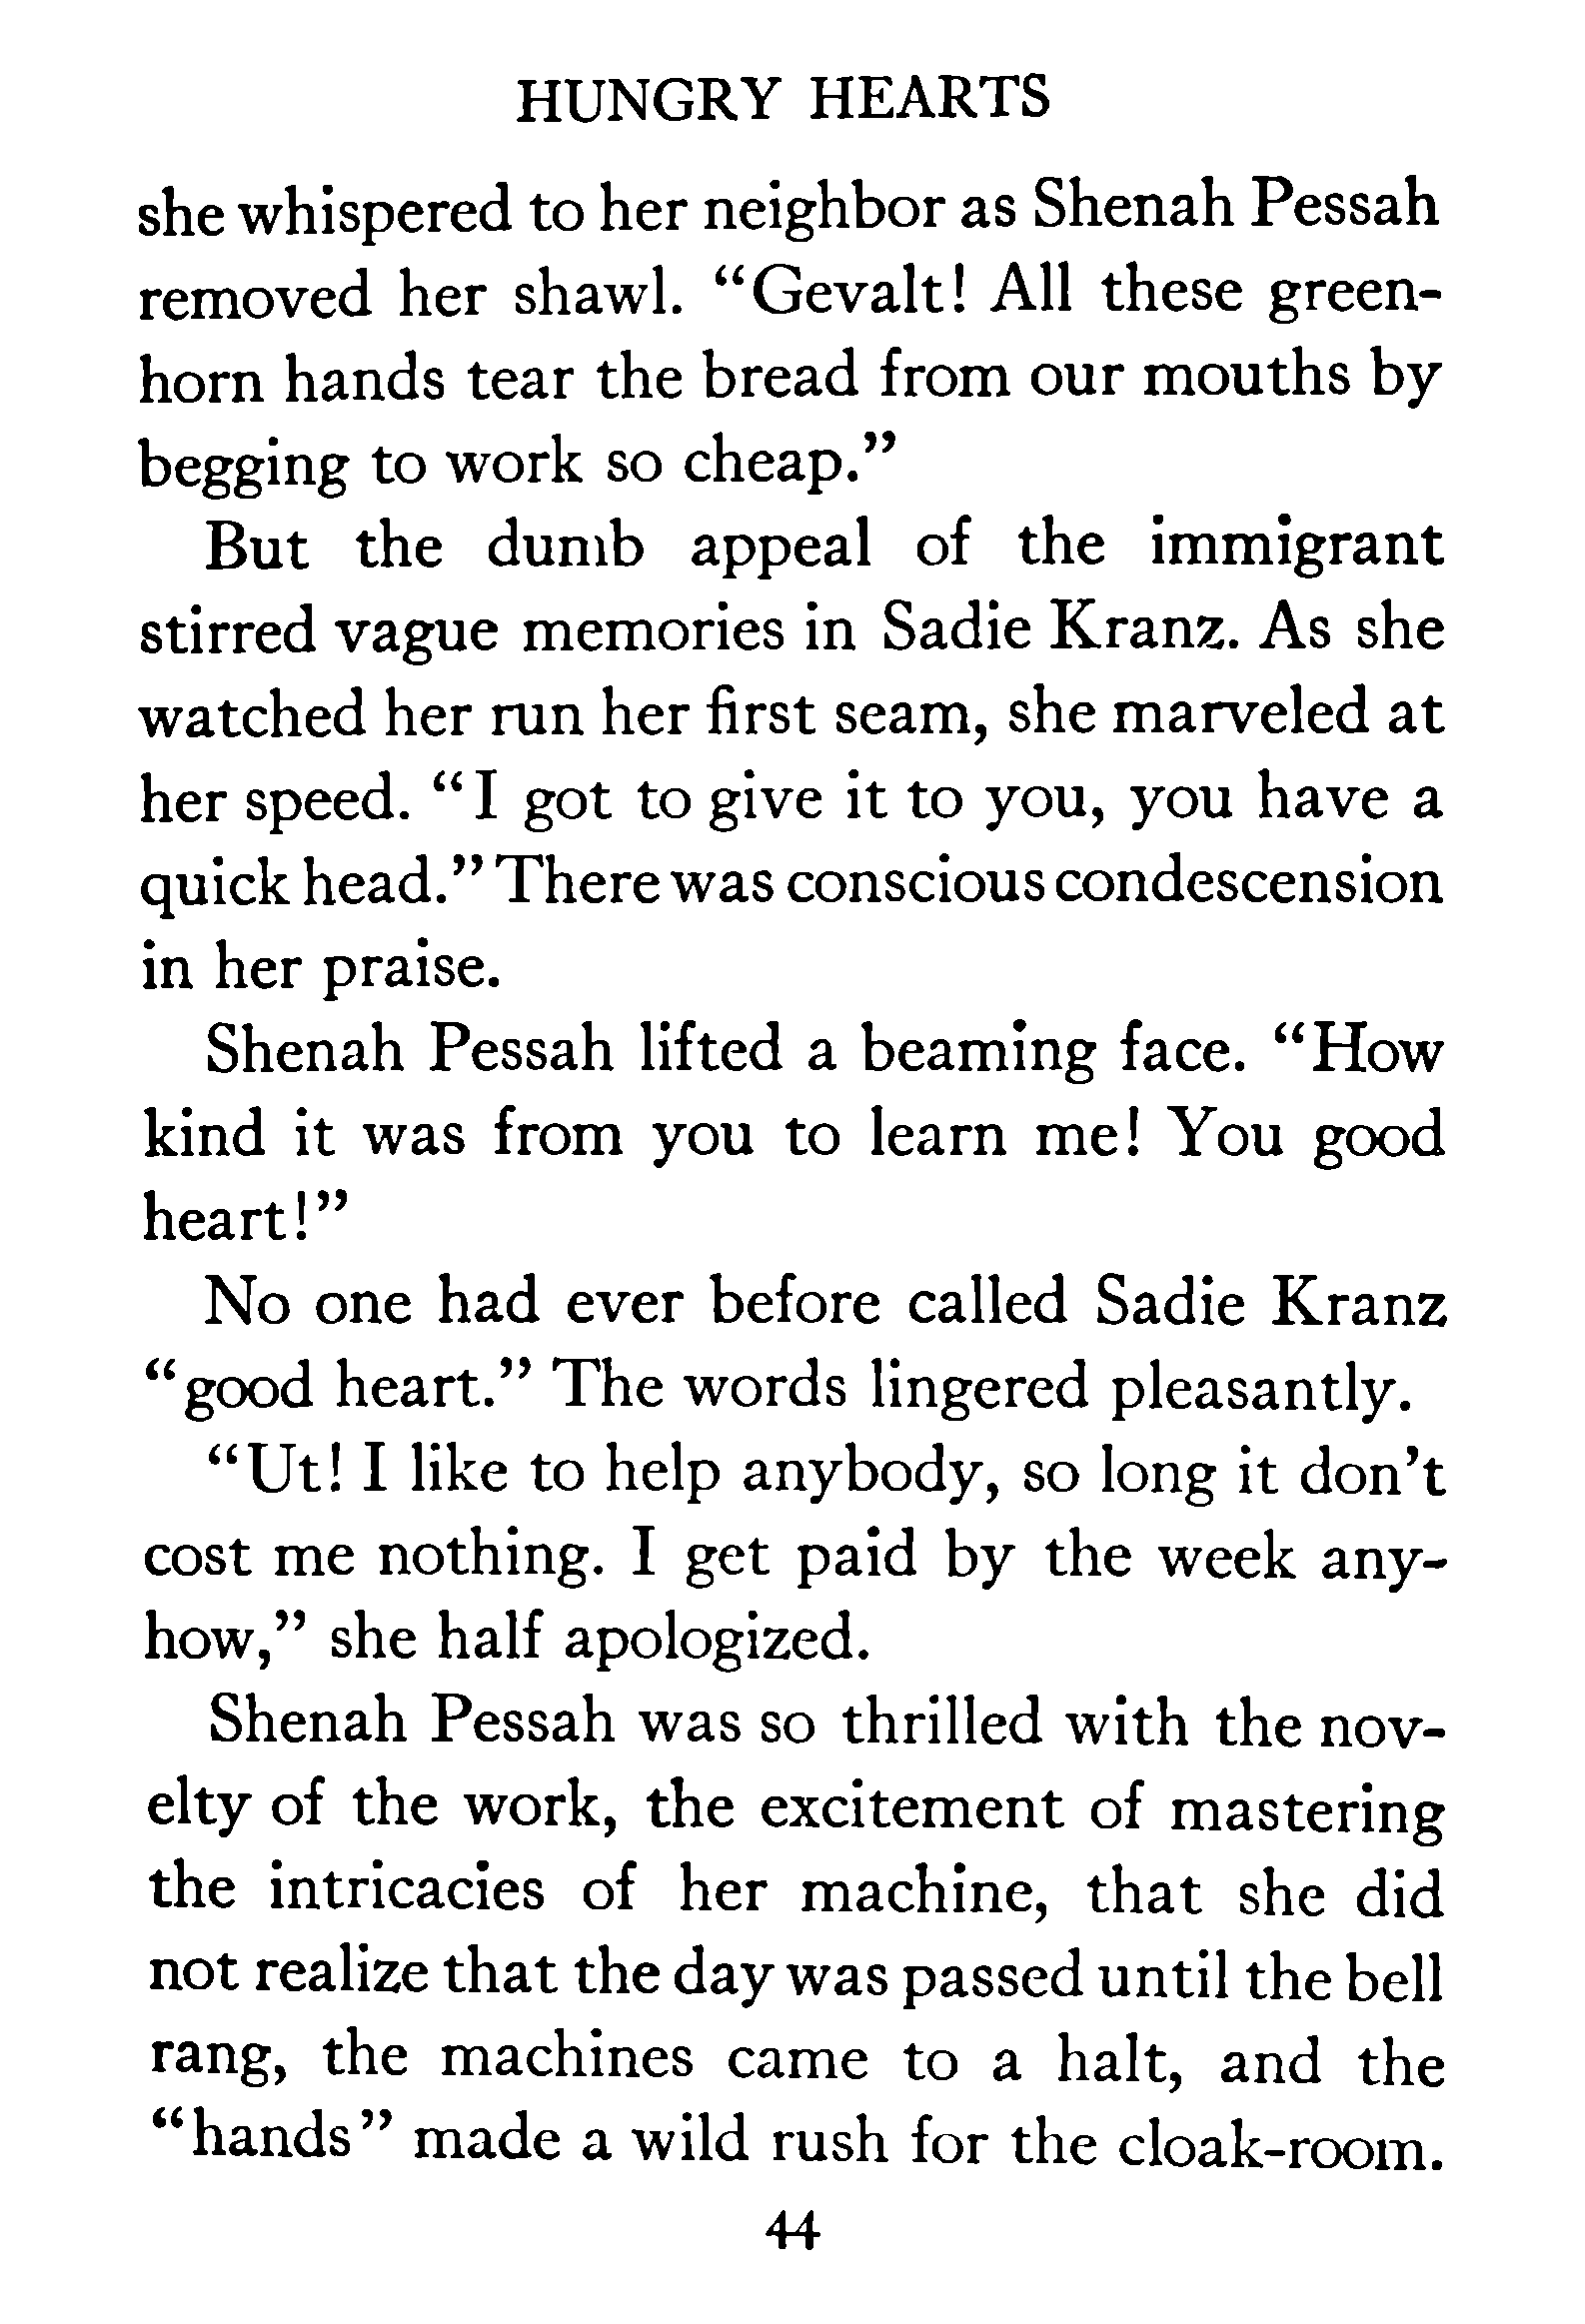 HUNGRY HEARTS
she whispered to her neighbor as Shenah Pessah
removed her shawl. “Gevalt! All these green-
horn hands tear the bread from our mouths by
begging to work so cheap.”
But the dumb appeal of the immigrant
stirred vague memories in Sadie Kranz. As she
watched her run her first seam, she marveled at
her speed. “I got to give it to you, you have a
quick head.” There was conscious condescension
in her praise.
Shenah Pessah lifted a beaming face. “How
kind it was from you to learn me! You good
heart!”
No one had ever before called Sadie Kranz
“good heart.” The words lingered pleasantly.
“Ut! I like to help anybody, so long it don’t
cost me nothing. I get paid by the week any-
how,” she half apologized.
Shenah Pessah was so thrilled with the nov-
elty of the work, the excitement of mastering
the intricacies of her machine, that she did
not realize that the day was passed until the bell
rang, the machines came to a halt, and the
“hands” made a wild rush for the cloak-room.
44